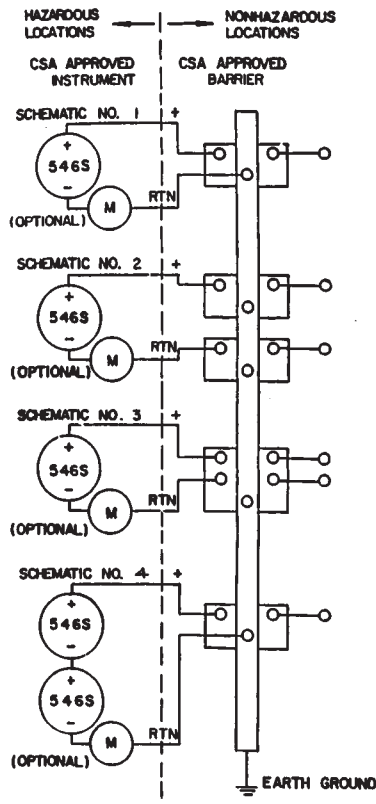 HAZARDOUS LOCATIONS
NONHAZARDOUS LOCATIONS
CSA APPROVED INSTRUMENT
CSA APPROVED BARRIER
SCHEMATIC NO. 1 +
+
546S
-
M
RTN
(OPTIONAL)
SCHEMATIC NO. 2 +
+
546S
-
M
RTN
(OPTIONAL)
SCHEMATIC NO. 3 +
+
546S
-
M
RTN
(OPTIONAL)
SCHEMATIC NO. 4 +
+
546S
-
+
546S
-
M
RTN
(OPTIONAL)
EARTH GROUND